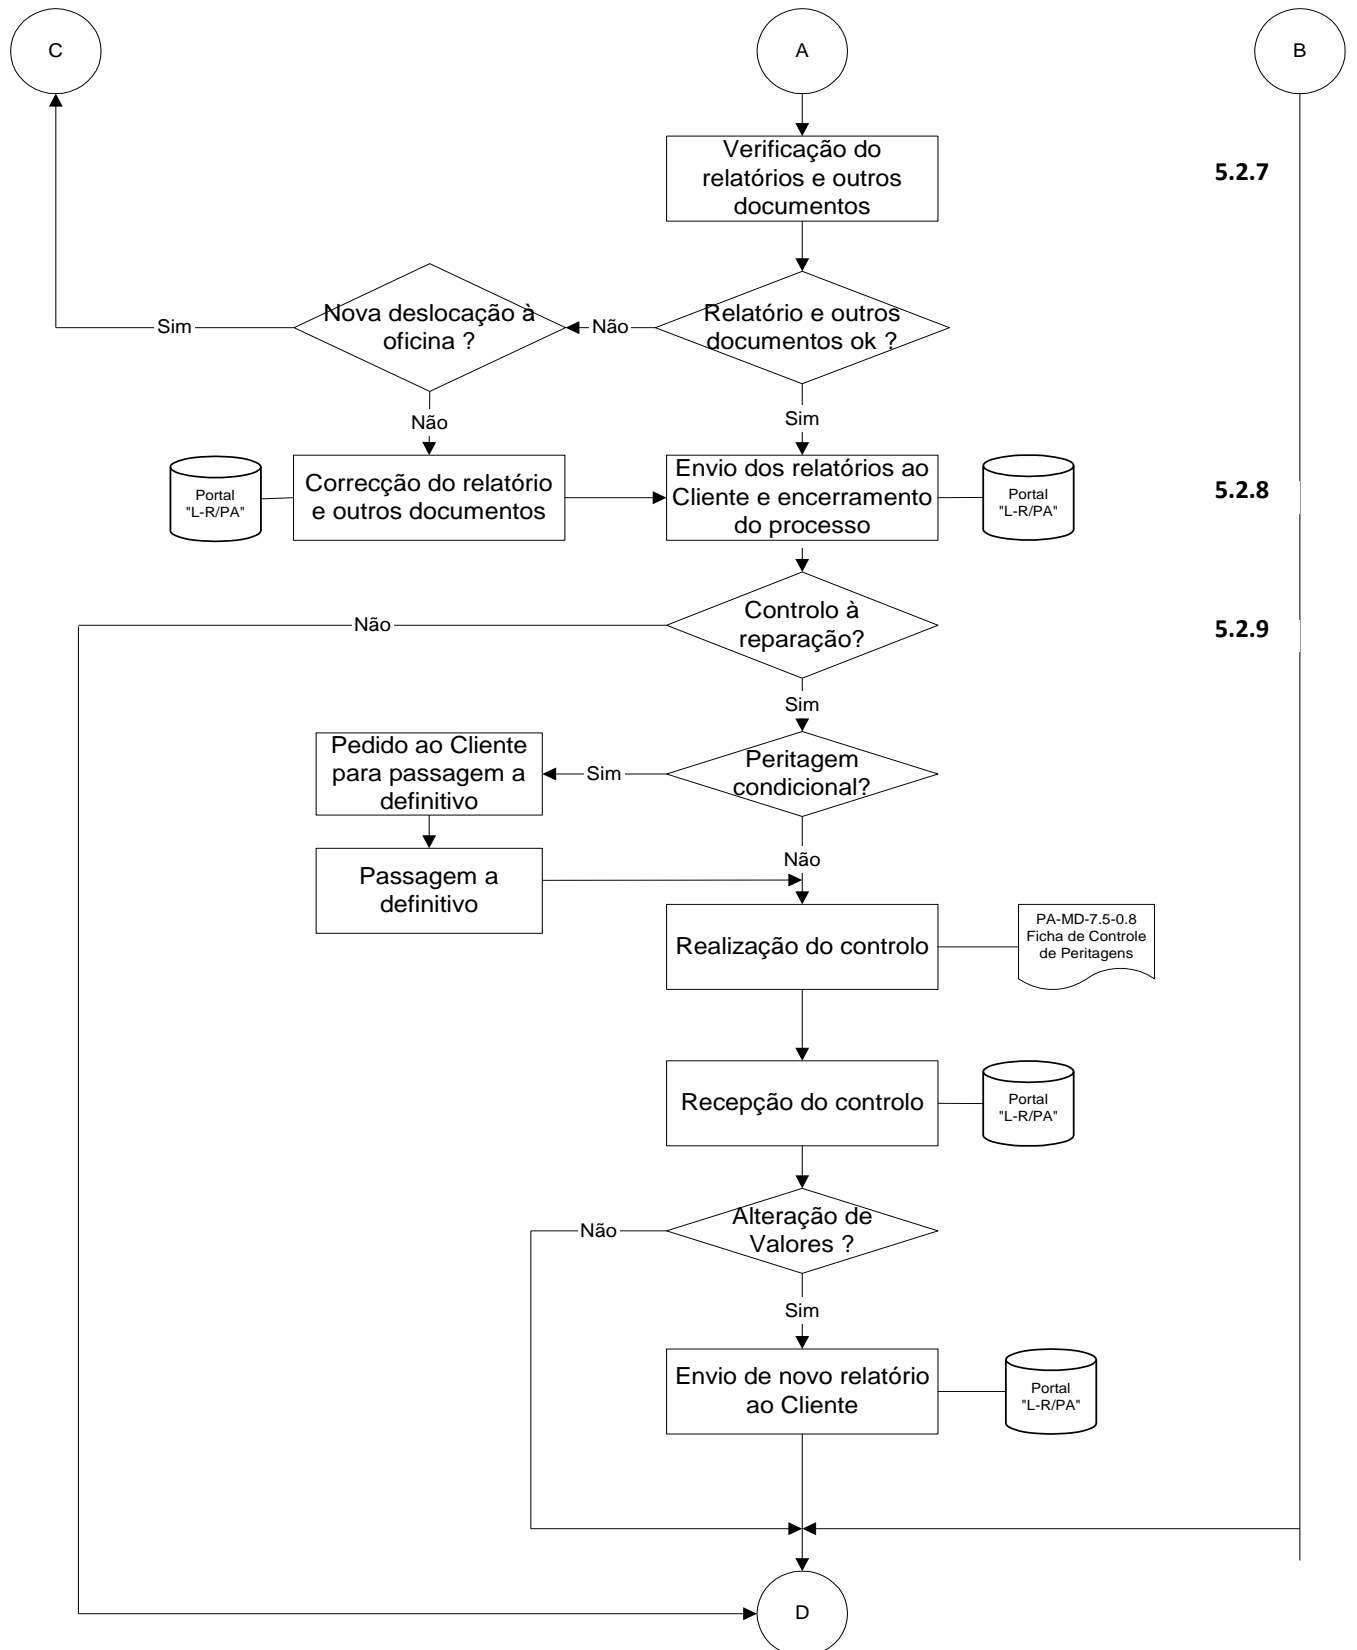 C
A
B
Verificação do
relatórios e outros
documentos
5.2.7
Nova deslocação à
oficina ?
Relatório e outros
documentos ok ?
Sim
Não
Não
Sim
Portal
"L-R/PA"
Correcção do relatório
e outros documentos
Envio dos relatórios ao
Cliente e encerramento
do processo
Portal
"L-R/PA"
5.2.8
Controlo à
reparação?
Não
5.2.9
Sim
Pedido ao Cliente
para passagem a
definitivo
Sim
Peritagem
condicional?
Não
Passagem a
definitivo
Realização do controlo
PA-MD-7.5-0.8
Ficha de Controle
de Peritagens
Recepção do controlo
Portal
"L-R/PA"
Não
Alteração de
Valores ?
Sim
Envio de novo relatório
ao Cliente
Portal
"L-R/PA"
D